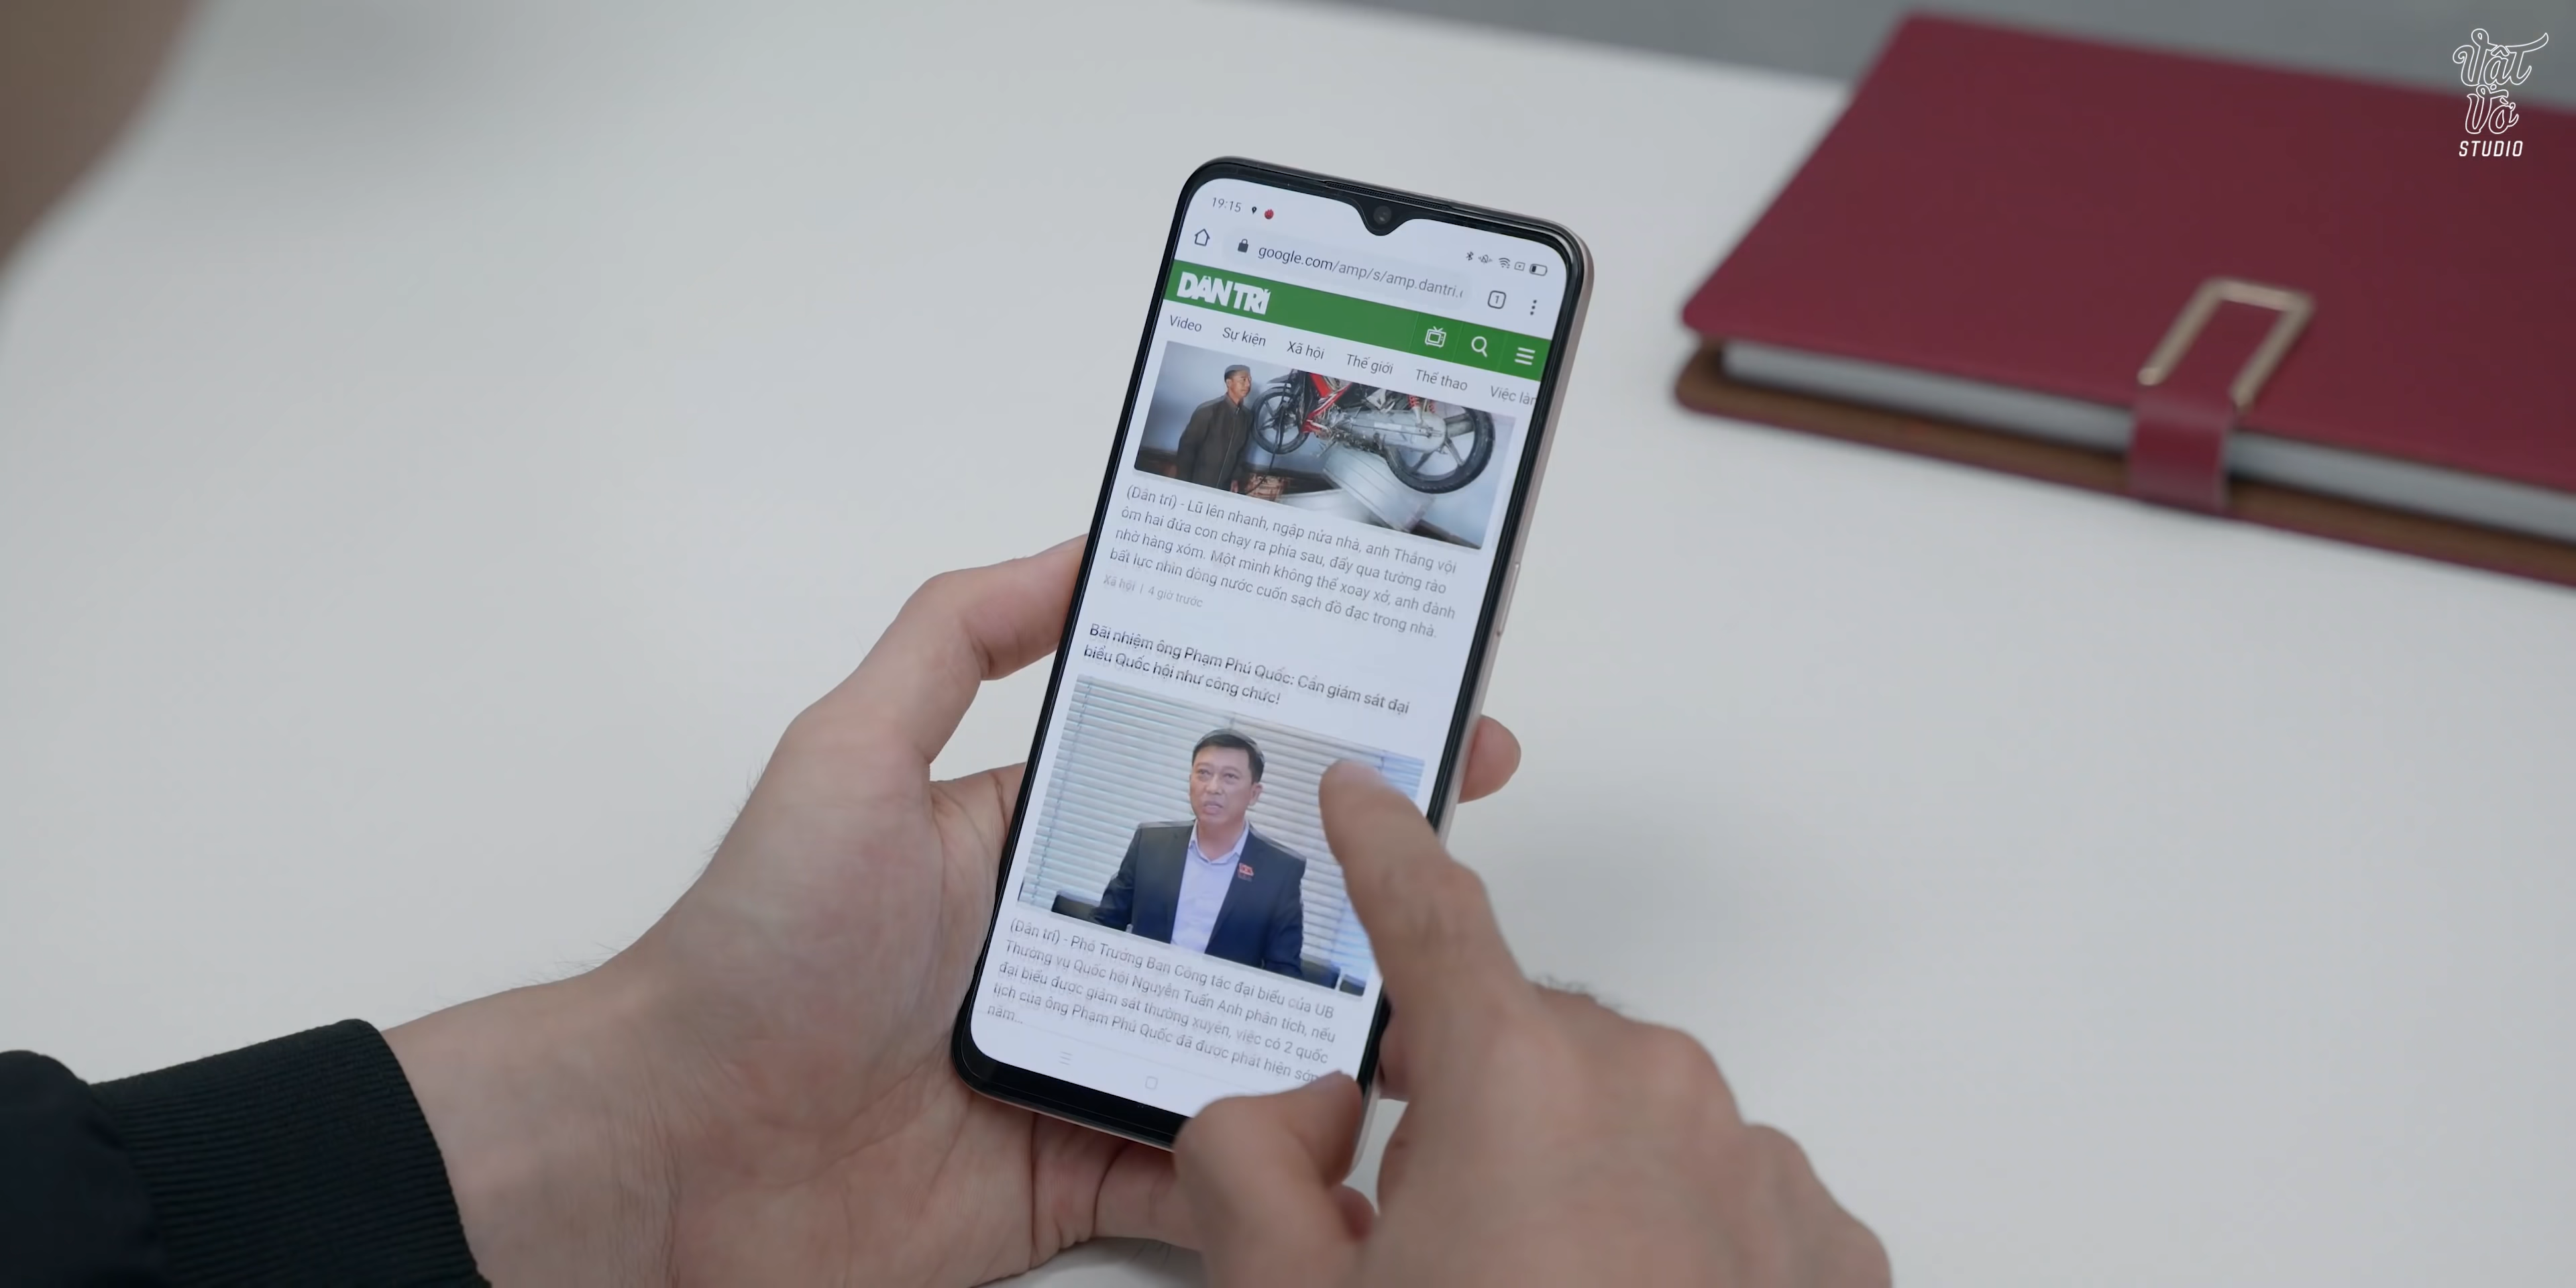 Vật
Vờ
STUDIO
19:15
google.com/amp/s/amp.dantri.
1
DÂN TRÍ
Video Sự kiện Xã hội Thế giới Thể thao Việc làm
(Dân trí) - Lũ lên nhanh, ngập nửa nhà, anh Thắng vội
ôm hai đứa con chạy ra phía sau, đẩy qua tường rào
nhờ hàng xóm. Một mình không thể xoay xở, anh đành
bất lực nhìn dòng nước cuốn sạch đồ đạc trong nhà.
Xã hội | 4 giờ trước
Bãi nhiệm ông Phạm Phú Quốc: Cần giám sát đại
biểu Quốc hội như công chức!
(Dân trí) - Phó Trưởng Ban Công tác đại biểu của UB
Thường vụ Quốc hội Nguyễn Tuấn Anh phân tích, nếu
đại biểu được giám sát thường xuyên, việc có 2 quốc
tịch của ông Phạm Phú Quốc đã được phát hiện sớm
năm...